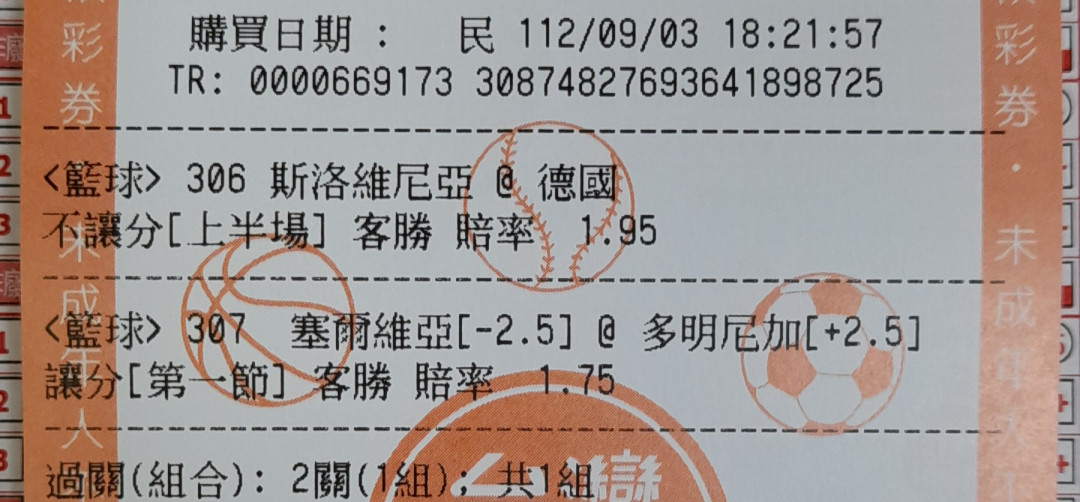 購買日期 : 民 112/09/03 18:21:57
TR: 0000669173 30874827693641898725
<籃球> 306 斯洛維尼亞 @ 德國
不讓分[上半場] 客勝 賠率 1.95
<籃球> 307 塞爾維亞[-2.5] @ 多明尼加[+2.5]
讓分[第一節] 客勝 賠率 1.75
過關(組合): 2關(1組); 共1組
彩券.未成年人
彩券.未成年人